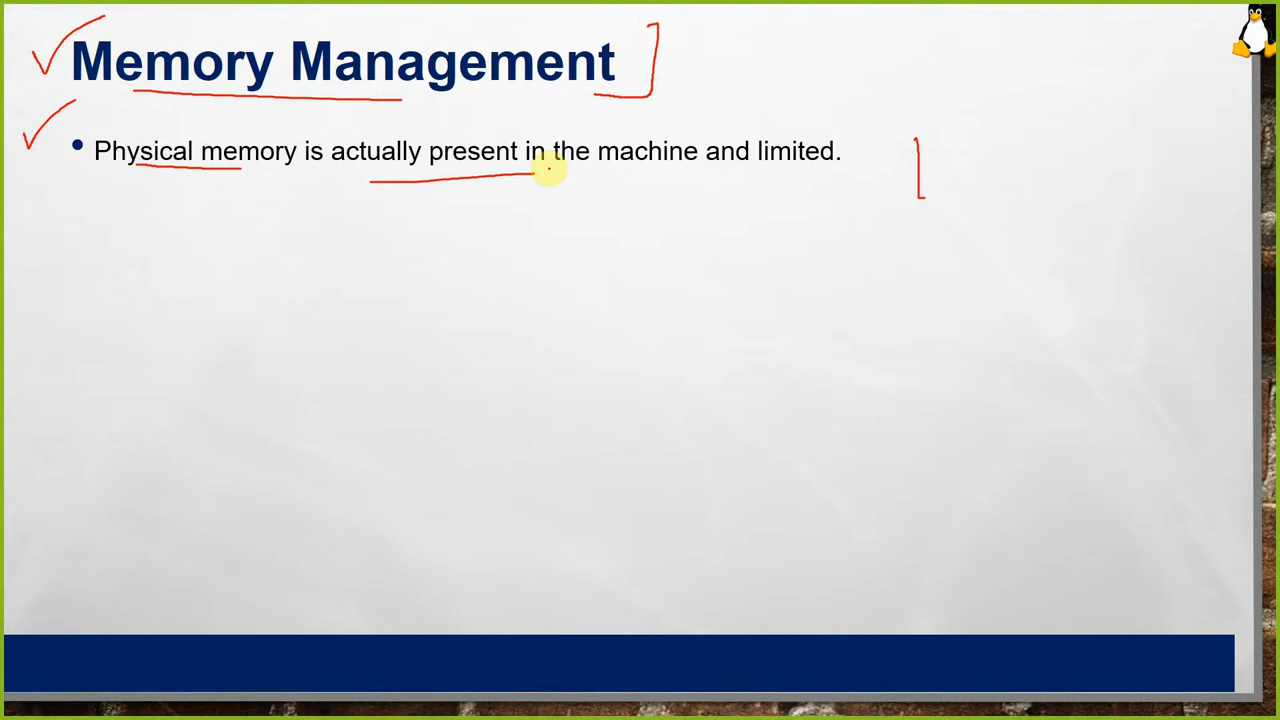 Memory Management
• Physical memory is actually present in the machine and limited.